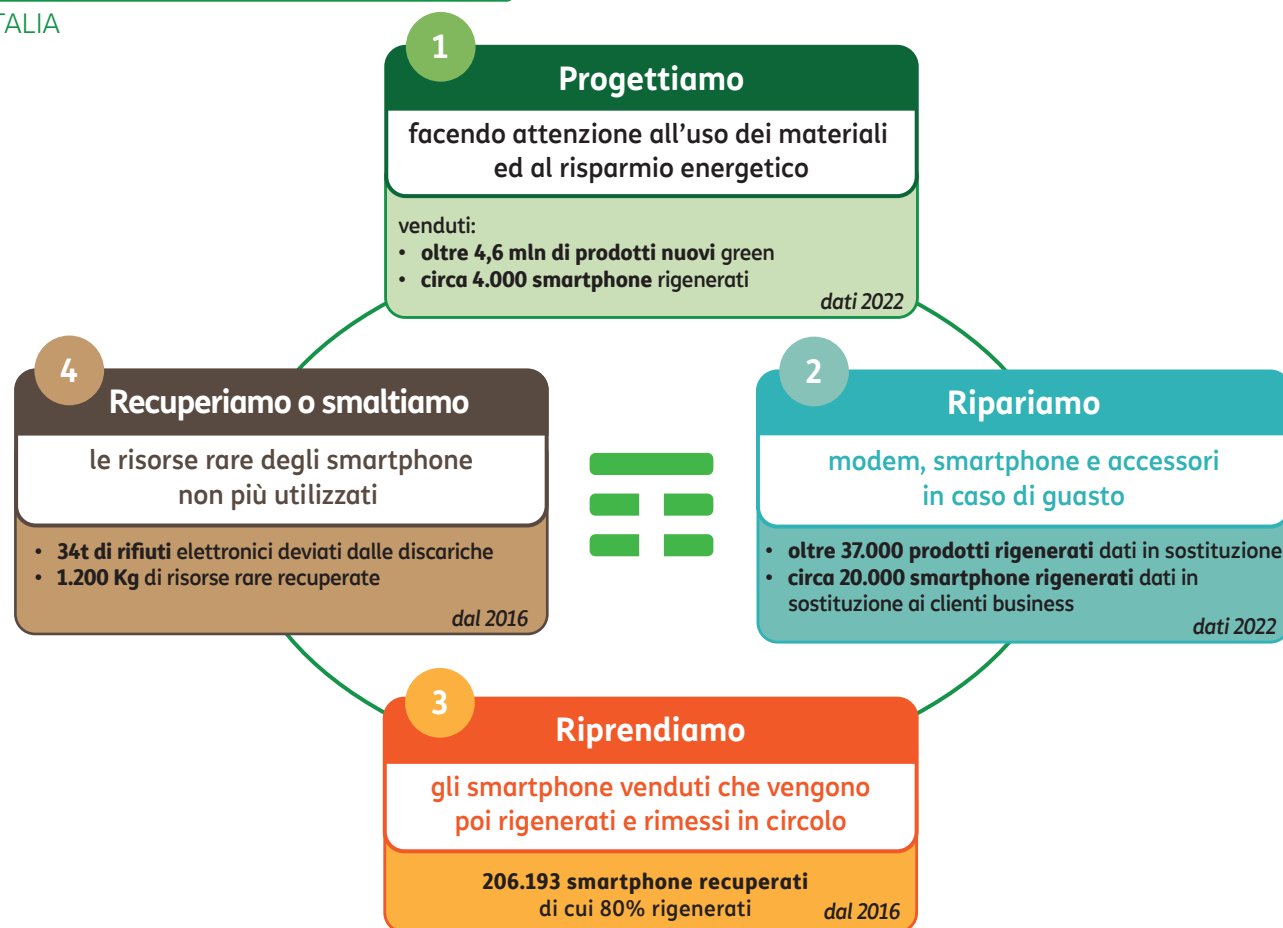 TALIA
1
Progettiamo
facendo attenzione all’uso dei materiali
ed al risparmio energetico
venduti:
• oltre 4,6 mln di prodotti nuovi green
• circa 4.000 smartphone rigenerati
dati 2022
2
Ripariamo
modem, smartphone e accessori
in caso di guasto
• oltre 37.000 prodotti rigenerati dati in sostituzione
• circa 20.000 smartphone rigenerati dati in
sostituzione ai clienti business
dati 2022
3
Riprendiamo
gli smartphone venduti che vengono
poi rigenerati e rimessi in circolo
206.193 smartphone recuperati
di cui 80% rigenerati
dal 2016
4
Recuperiamo o smaltiamo
le risorse rare degli smartphone
non più utilizzati
• 34t di rifiuti elettronici deviati dalle discariche
• 1.200 Kg di risorse rare recuperate
dal 2016